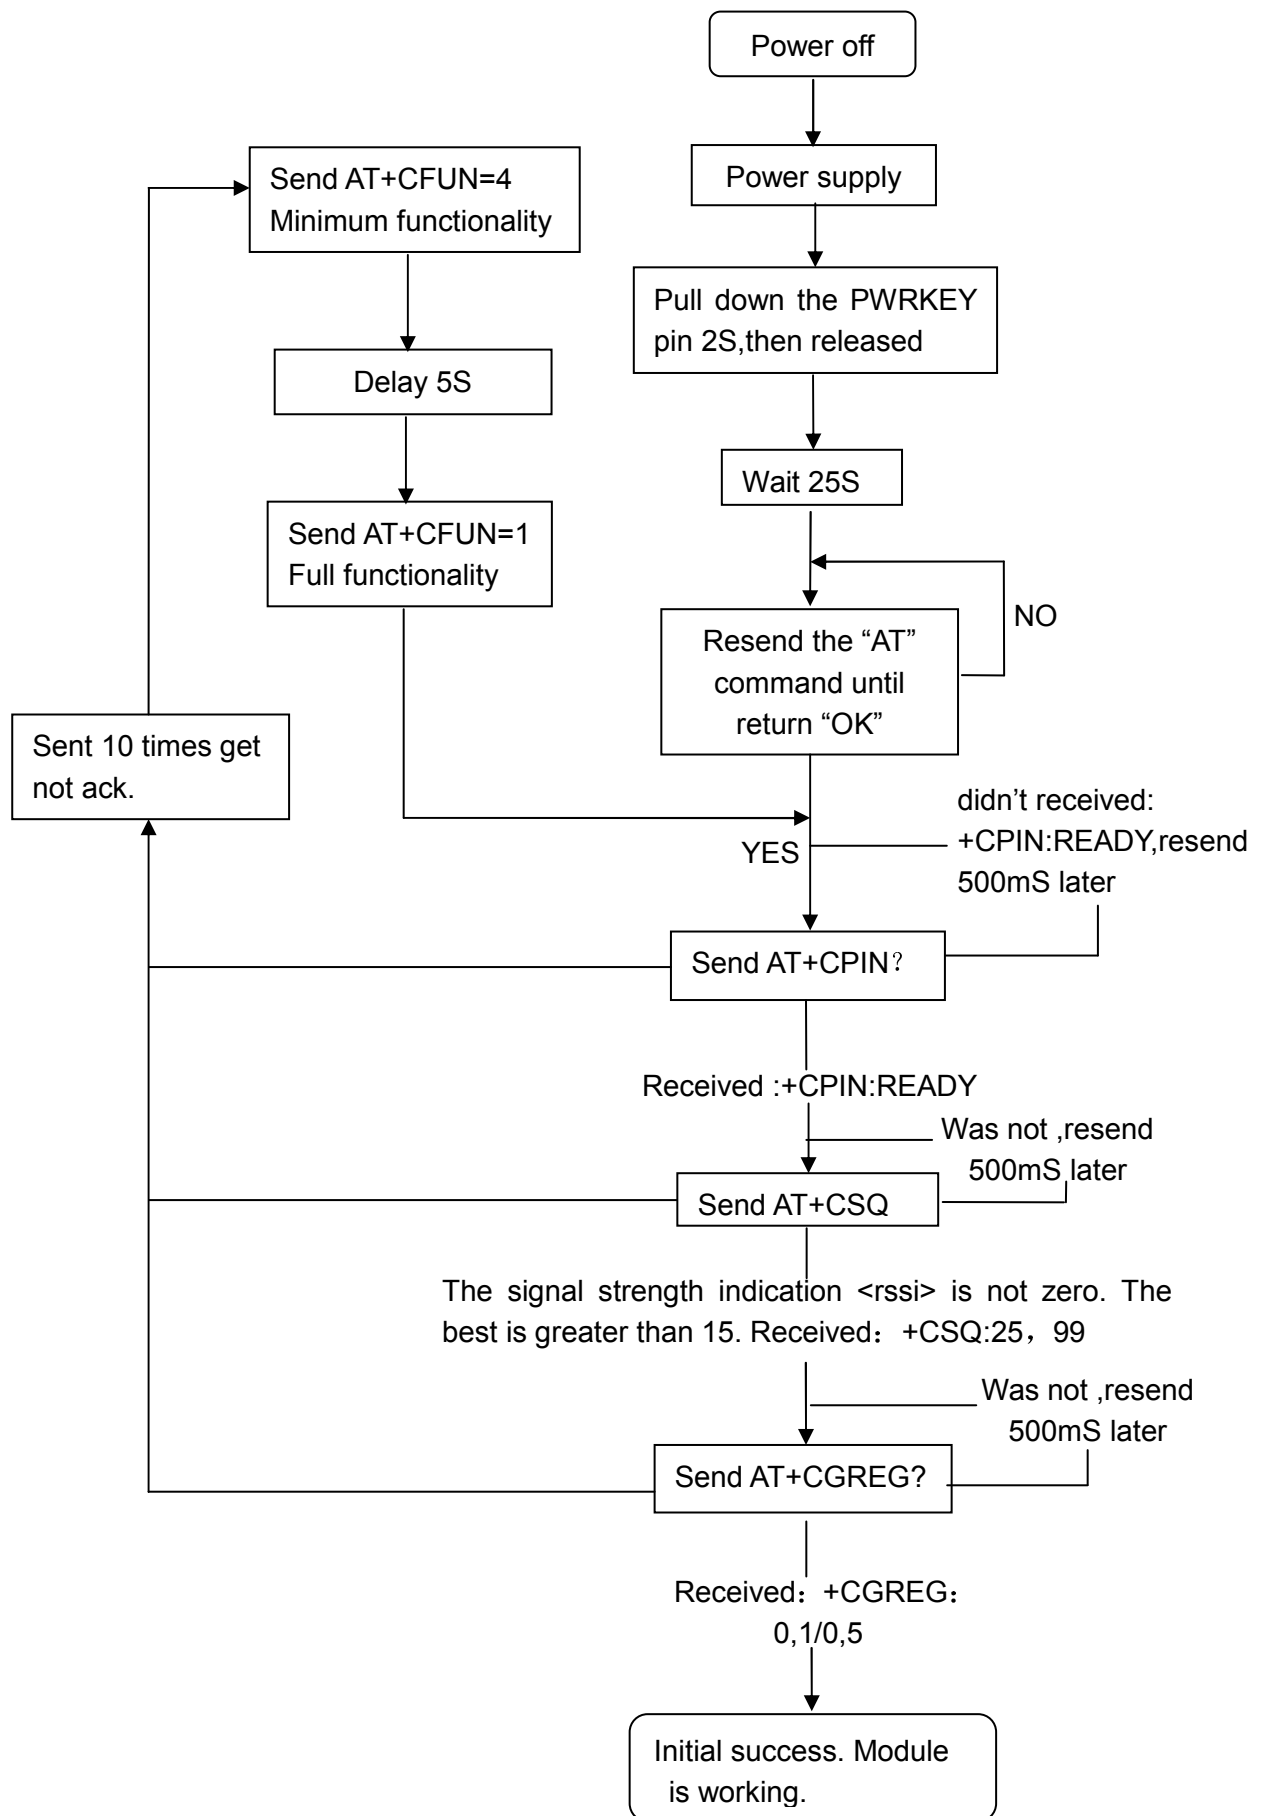 Power off
Power supply
Send AT+CFUN=4
Minimum functionality
Pull down the PWRKEY
pin 2S,then released
Delay 5S
Wait 25S
Send AT+CFUN=1
Full functionality
NO
Resend the “AT”
command until
return “OK”
Sent 10 times get
not ack.
didn’t received:
+CPIN:READY,resend
500mS later
YES
Send AT+CPIN？
Received :+CPIN:READY
Was not ,resend
500mS later
Send AT+CSQ
The signal strength indication <rssi> is not zero. The
best is greater than 15. Received：+CSQ:25，99
Was not ,resend
500mS later
Send AT+CGREG?
Received：+CGREG：
0,1/0,5
Initial success. Module
is working.